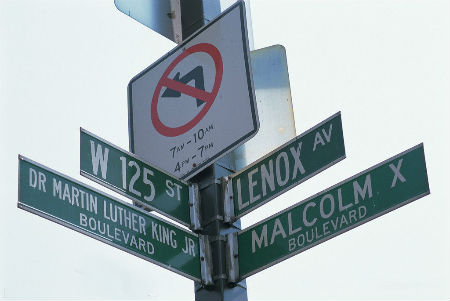 7AM-10AM
4PM-7PM
W 125 ST
LENOX AV
DR MARTIN LUTHER KING JR
BOULEVARD
MALCOLM X
BOULEVARD